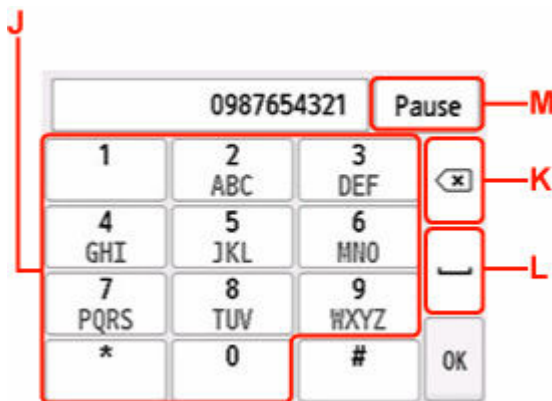 J
0987654321 Pause M
1 2 3 K
ABC DEF
4 5 6
GHI JKL MNO L
7 8 9
PQRS TUV WXYZ
* 0 # OK